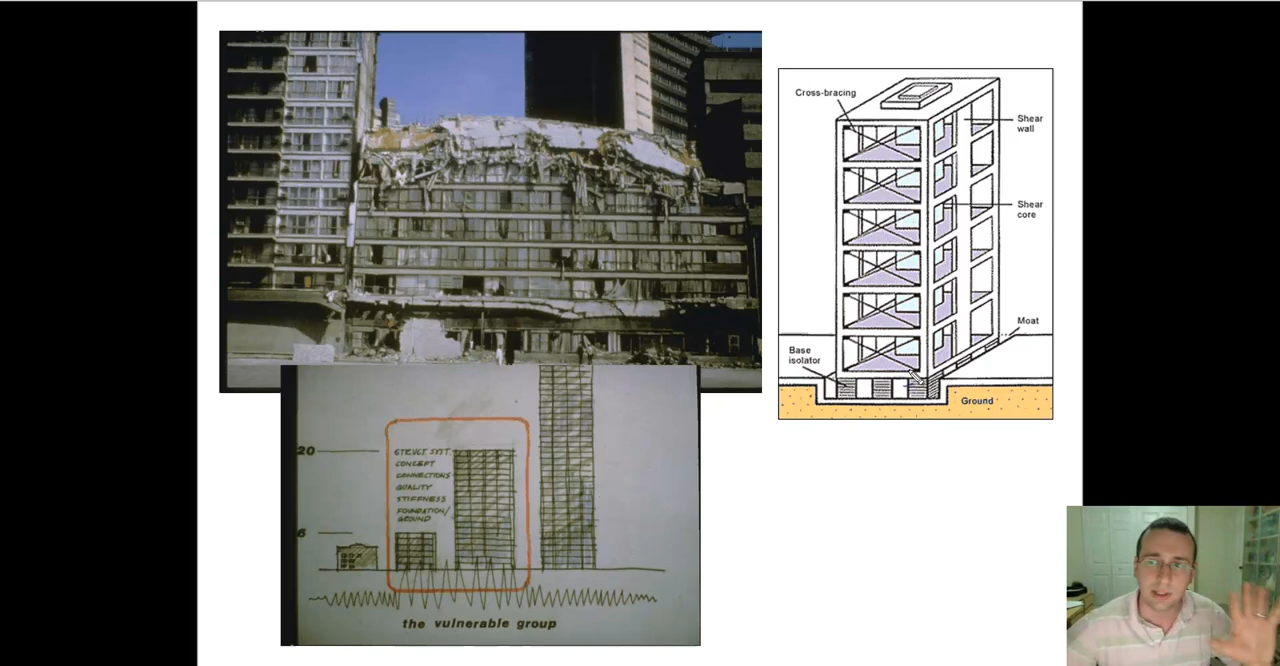 Cross-bracing
Shear
wall
Shear
core
Moat
Base
isolator
Ground
20
STRUCT. SYST.
CONCEPT
CONNECTIONS
QUALITY
STIFFNESS
FOUNDATION/
GROUND
6
the vulnerable group